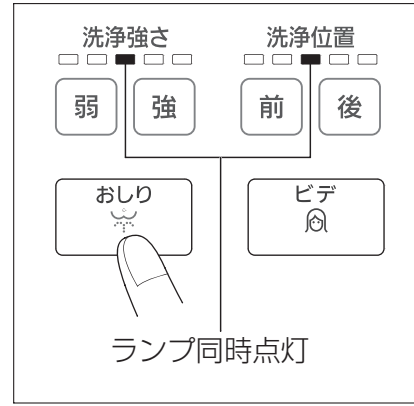 洗浄強さ 洗浄位置
弱 強 前 後
おしり ビデ
ランプ同時点灯